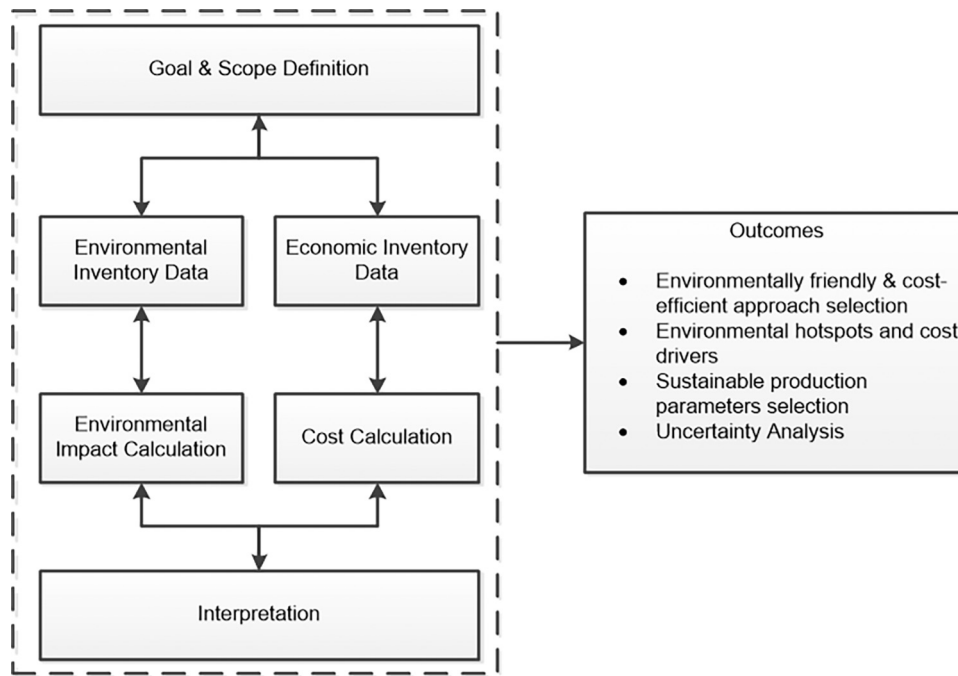 Goal & Scope Definition
Environmental
Inventory Data
Economic Inventory
Data
Environmental
Impact Calculation
Cost Calculation
Interpretation
Outcomes
• Environmentally friendly & cost-
efficient approach selection
• Environmental hotspots and cost
drivers
• Sustainable production
parameters selection
• Uncertainty Analysis